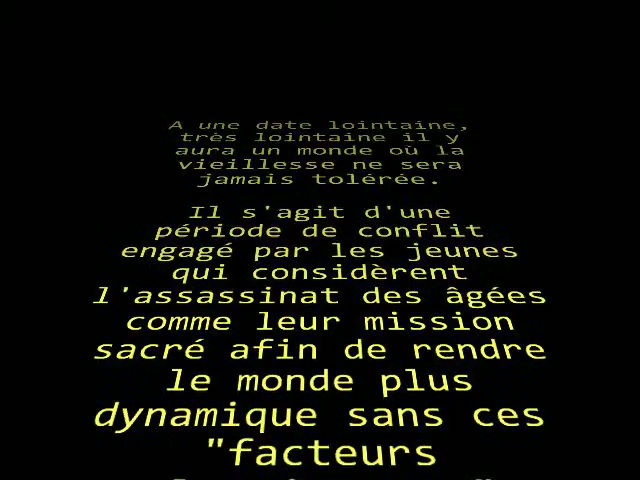 A une date lointaine,
très lointaine il y
aura un monde où la
vieillesse ne sera
jamais tolérée.
Il s'agit d'une
période de conflit
engagé par les jeunes
qui considèrent
l'assassinat des âgées
comme leur mission
sacré afin de rendre
le monde plus
dynamique sans ces
"facteurs